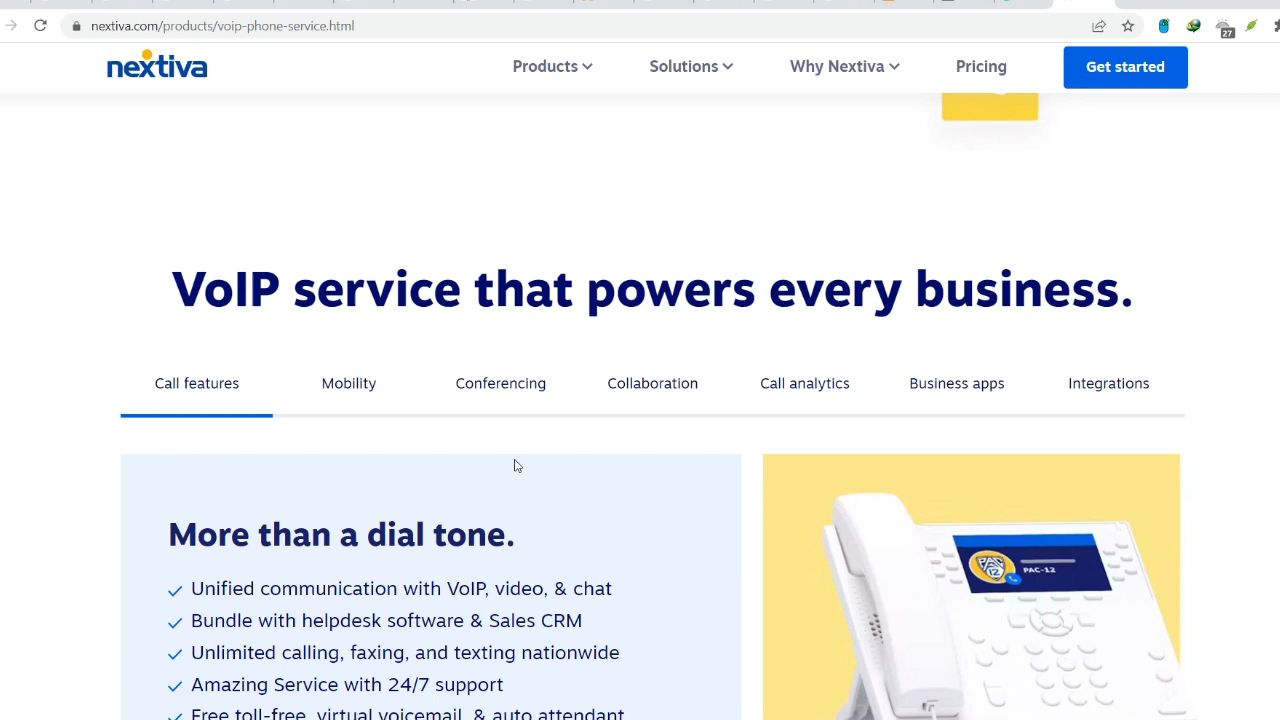 nextiva.com/products/voip-phone-service.html
27
nextiva
Products
Solutions
Why Nextiva
Pricing
Get started
VoIP service that powers every business.
Call features
Mobility
Conferencing
Collaboration
Call analytics
Business apps
Integrations
More than a dial tone.
Unified communication with VoIP, video, & chat
Bundle with helpdesk software & Sales CRM
Unlimited calling, faxing, and texting nationwide
Amazing Service with 24/7 support
Free toll-free, virtual voicemail, & auto attendant
PAC
12
PAC-12